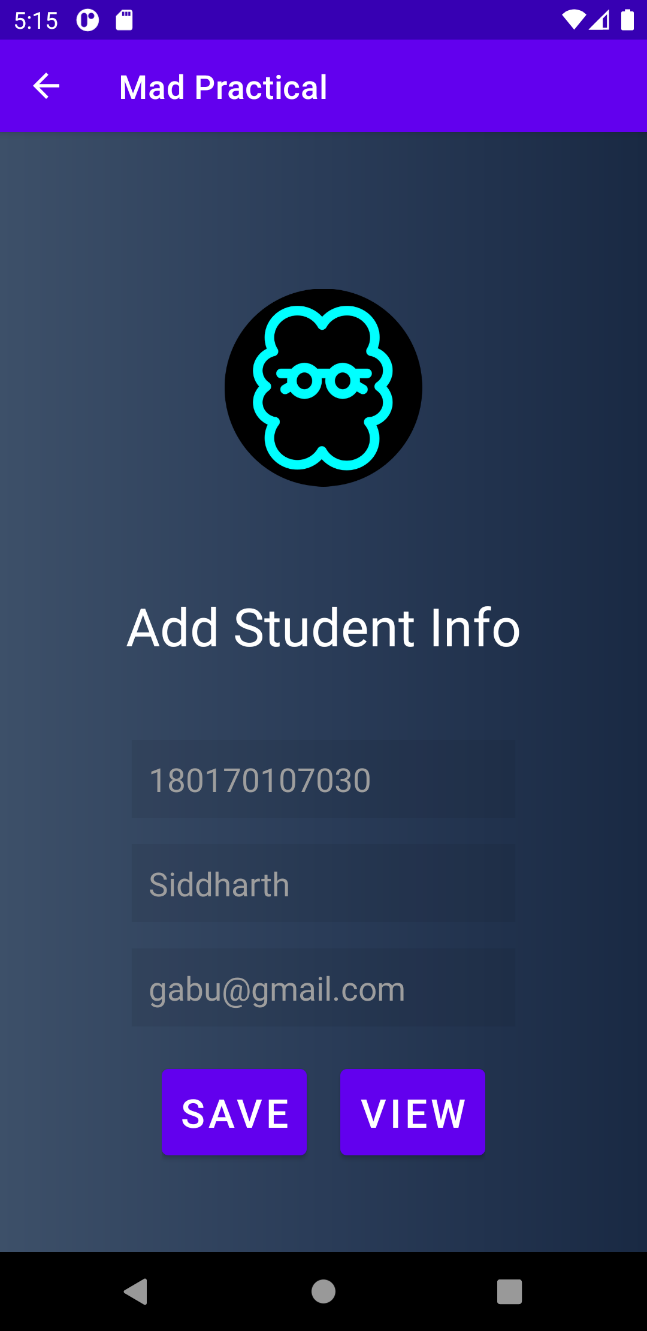 5:15
Mad Practical
Add Student Info
180170107030
Siddharth
gabu@gmail.com
SAVE VIEW